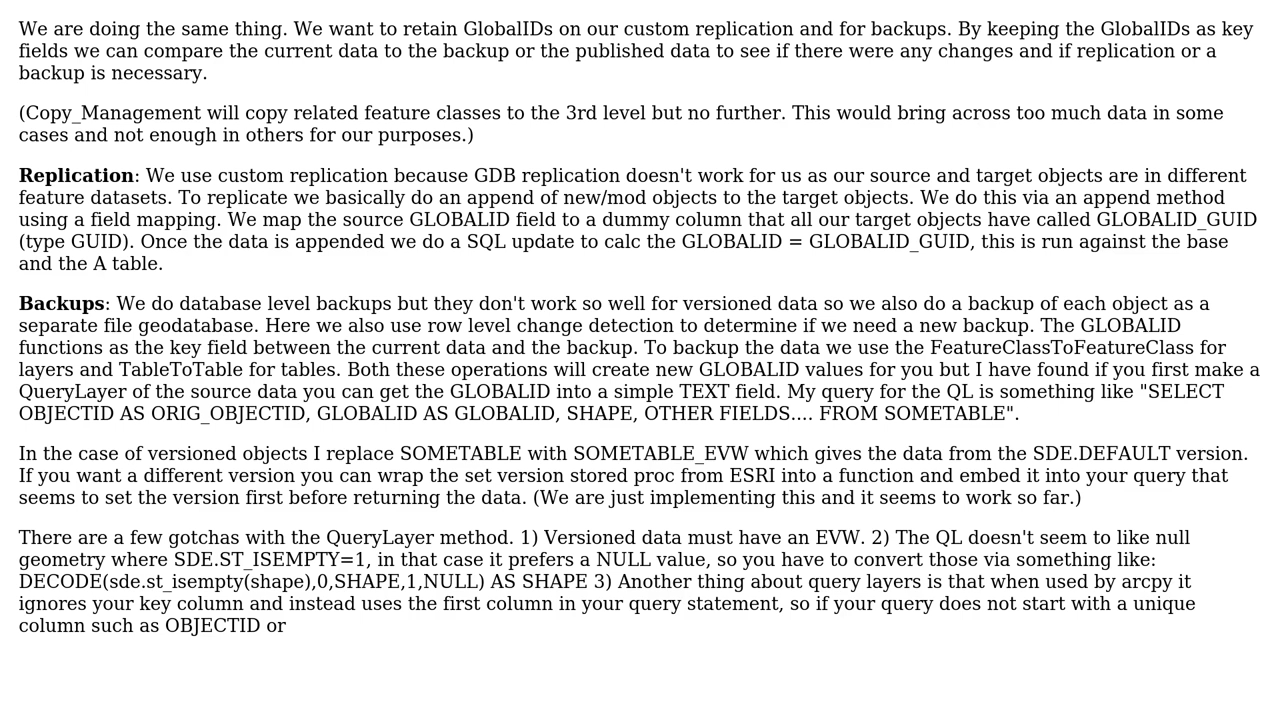 We are doing the same thing. We want to retain GlobalIDs on our custom replication and for backups. By keeping the GlobalIDs as key
fields we can compare the current data to the backup or the published data to see if there were any changes and if replication or a
backup is necessary.
(Copy_Management will copy related feature classes to the 3rd level but no further. This would bring across too much data in some
cases and not enough in others for our purposes.)
Replication: We use custom replication because GDB replication doesn't work for us as our source and target objects are in different
feature datasets. To replicate we basically do an append of new/mod objects to the target objects. We do this via an append method
using a field mapping. We map the source GLOBALID field to a dummy column that all our target objects have called GLOBALID_GUID
(type GUID). Once the data is appended we do a SQL update to calc the GLOBALID = GLOBALID_GUID, this is run against the base
and the A table.
Backups: We do database level backups but they don't work so well for versioned data so we also do a backup of each object as a
separate file geodatabase. Here we also use row level change detection to determine if we need a new backup. The GLOBALID
functions as the key field between the current data and the backup. To backup the data we use the FeatureClassToFeatureClass for
layers and TableToTable for tables. Both these operations will create new GLOBALID values for you but I have found if you first make a
QueryLayer of the source data you can get the GLOBALID into a simple TEXT field. My query for the QL is something like "SELECT
OBJECTID AS ORIG_OBJECTID, GLOBALID AS GLOBALID, SHAPE, OTHER FIELDS.... FROM SOMETABLE".
In the case of versioned objects I replace SOMETABLE with SOMETABLE_EVW which gives the data from the SDE.DEFAULT version.
If you want a different version you can wrap the set version stored proc from ESRI into a function and embed it into your query that
seems to set the version first before returning the data. (We are just implementing this and it seems to work so far.)
There are a few gotchas with the QueryLayer method. 1) Versioned data must have an EVW. 2) The QL doesn't seem to like null
geometry where SDE.ST_ISEMPTY=1, in that case it prefers a NULL value, so you have to convert those via something like:
DECODE(sde.st_isempty(shape),0,SHAPE,1,NULL) AS SHAPE 3) Another thing about query layers is that when used by arcpy it
ignores your key column and instead uses the first column in your query statement, so if your query does not start with a unique
column such as OBJECTID or